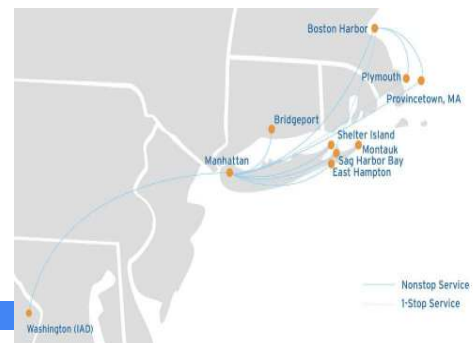 Boston Harbor
Plymouth
Provincetown, MA
Bridgeport
Shelter Island
Montauk
Manhattan
Sag Harbor Bay
East Hampton
Nonstop Service
1-Stop Service
Washington (IAD)